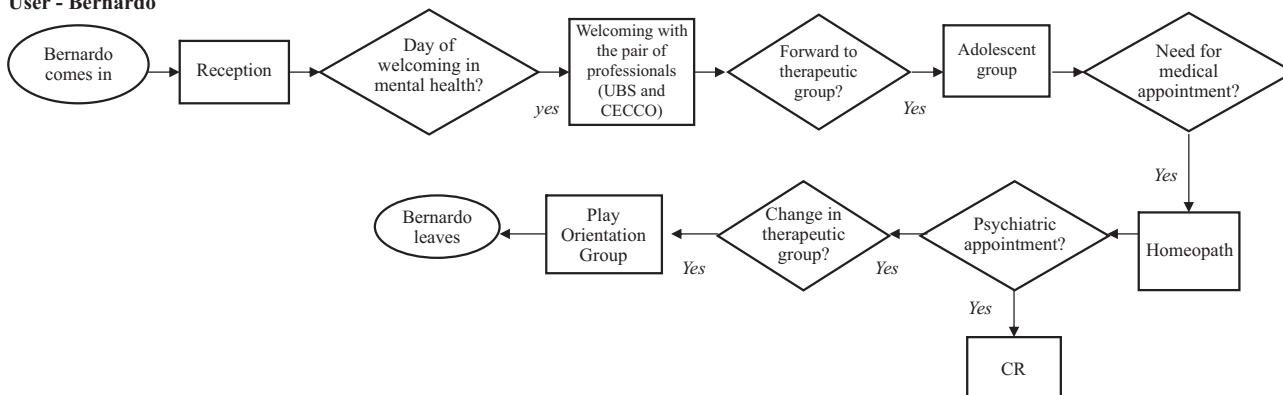 User - Bernardo
Bernardo
comes in
Reception
Day of
welcoming in
mental health?
yes
Welcoming with
the pair of
professionals
(UBS and
CECCO)
Forward to
therapeutic
group?
Yes
Adolescent
group
Need for
medical
appointment?
Yes
Homeopath
Psychiatric
appointment?
Yes
Yes
CR
Change in
therapeutic
group?
Yes
Play
Orientation
Group
Bernardo
leaves